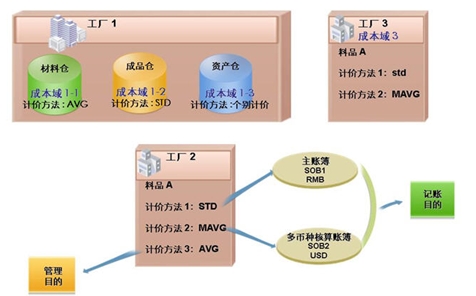 工厂 1
材料仓
成本域1-1
计价方法：AVG
成品仓
成本域1-2
计价方法：STD
资产仓
成本域1-3
计价方法：个别计价
工厂 3
成本域3
料品 A
计价方法 1：std
计价方法 2：MAVG
工厂 2
料品 A
计价方法 1：STD
计价方法 2：MAVG
计价方法 3：AVG
主账簿
SOB1
RMB
多币种核算账簿
SOB2
USD
记账
目的
管理
目的